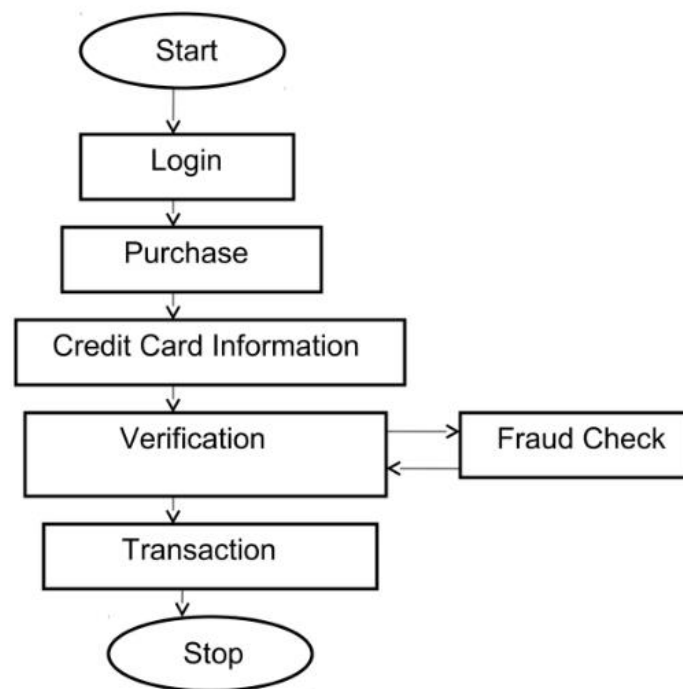 Start
Login
Purchase
Credit Card Information
Verification
Fraud Check
Transaction
Stop